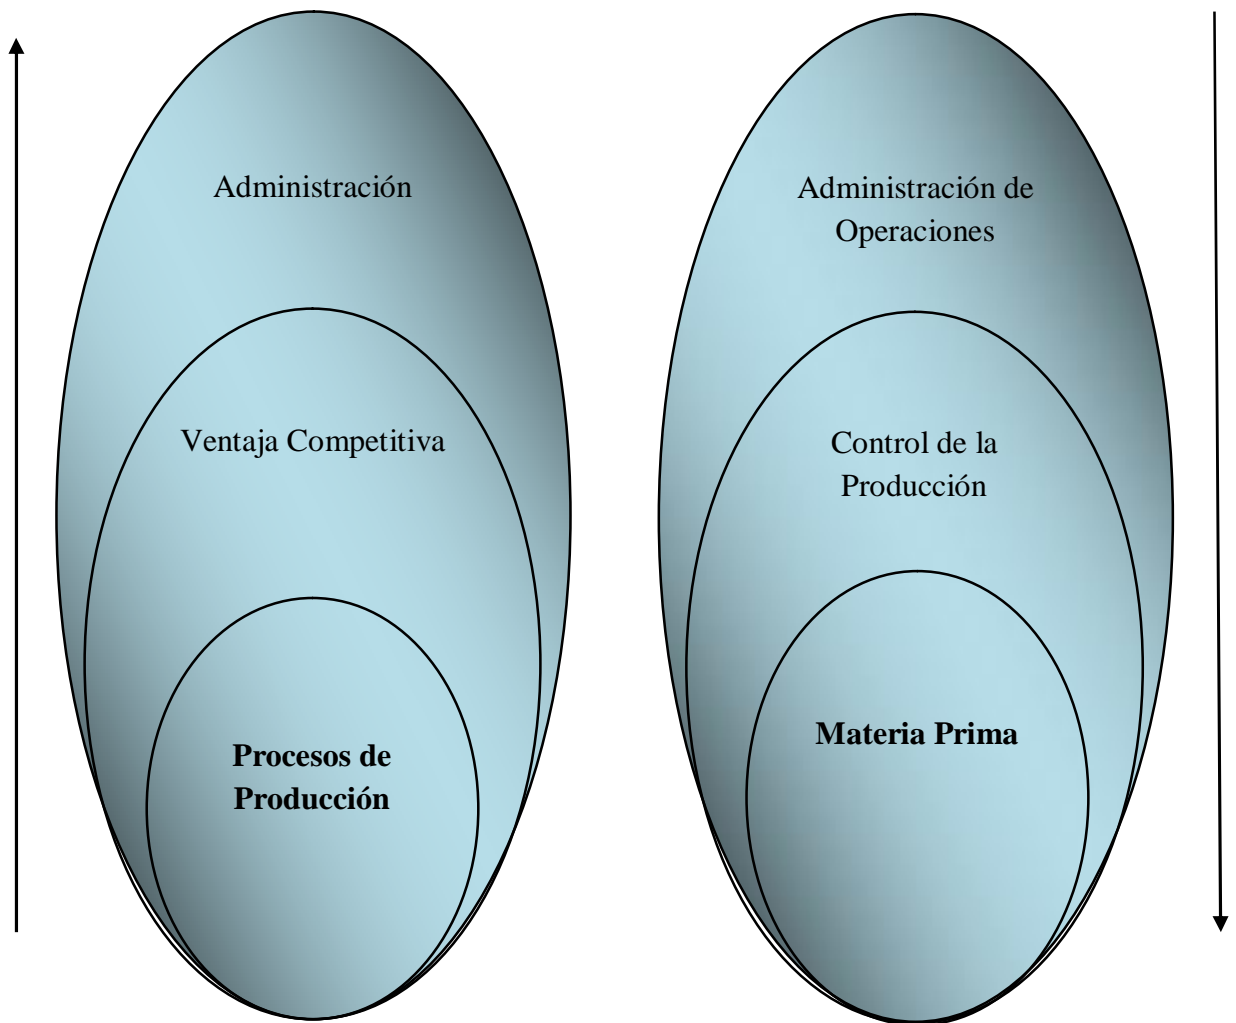 Administración
Ventaja Competitiva
Procesos de
Producción
Administración de
Operaciones
Control de la
Producción
Materia Prima